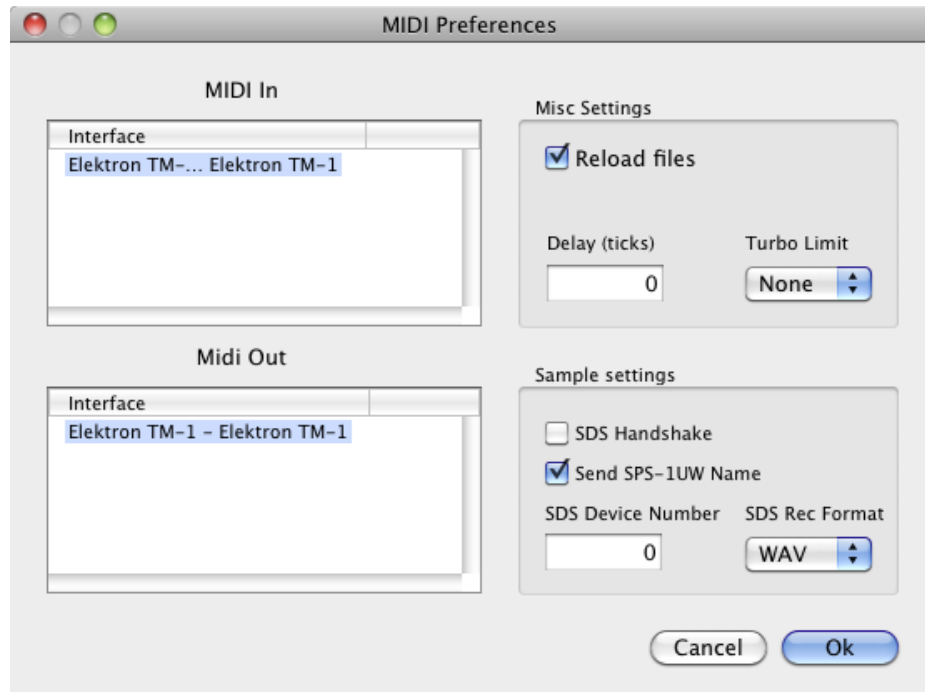 MIDI Preferences
MIDI In
Interface
Elektron TM-... Elektron TM-1
Midi Out
Interface
Elektron TM-1 - Elektron TM-1
Misc Settings
Reload files
Delay (ticks)
Turbo Limit
0
None
Sample settings
SDS Handshake
Send SPS-1UW Name
SDS Device Number
SDS Rec Format
0
WAV
Cancel
Ok